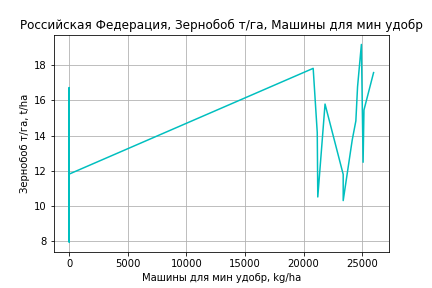 Российская Федерация, Зернобоб т/га, Машины для мин удобр
Зернобоб т/га, t/ha
18
16
14
12
10
8
0 5000 10000 15000 20000 25000
Машины для мин удобр, kg/ha